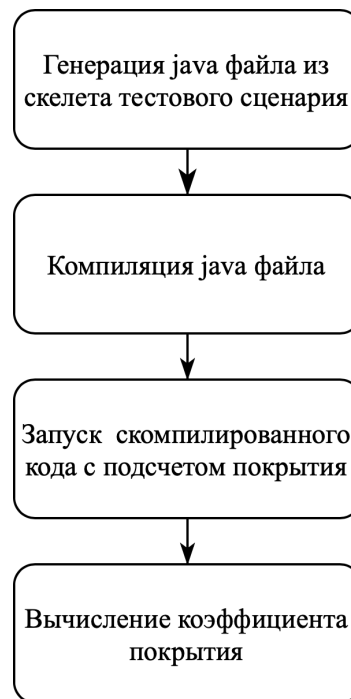 Генерация java файла из
скелета тестового сценария
Компиляция java файла
Запуск скомпилированного
кода с подсчетом покрытия
Вычисление коэффициента
покрытия